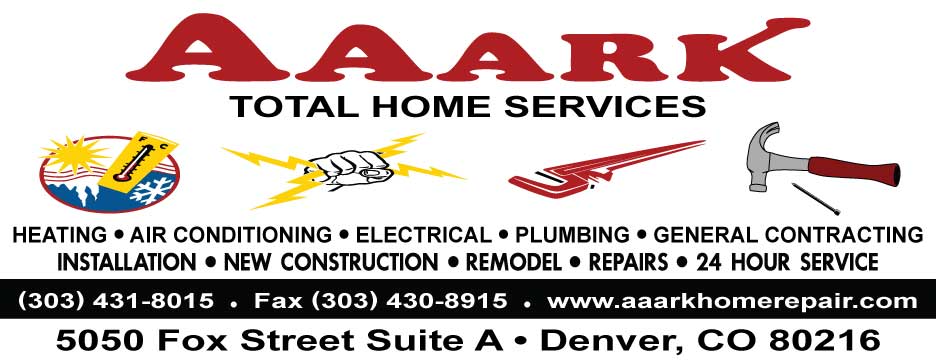 AAARK
TOTAL HOME SERVICES
F C
HEATING • AIR CONDITIONING • ELECTRICAL • PLUMBING • GENERAL CONTRACTING
INSTALLATION • NEW CONSTRUCTION • REMODEL • REPAIRS • 24 HOUR SERVICE
(303) 431-8015 • Fax (303) 430-8915 • www.aaarkhomerepair.com
5050 Fox Street Suite A • Denver, CO 80216